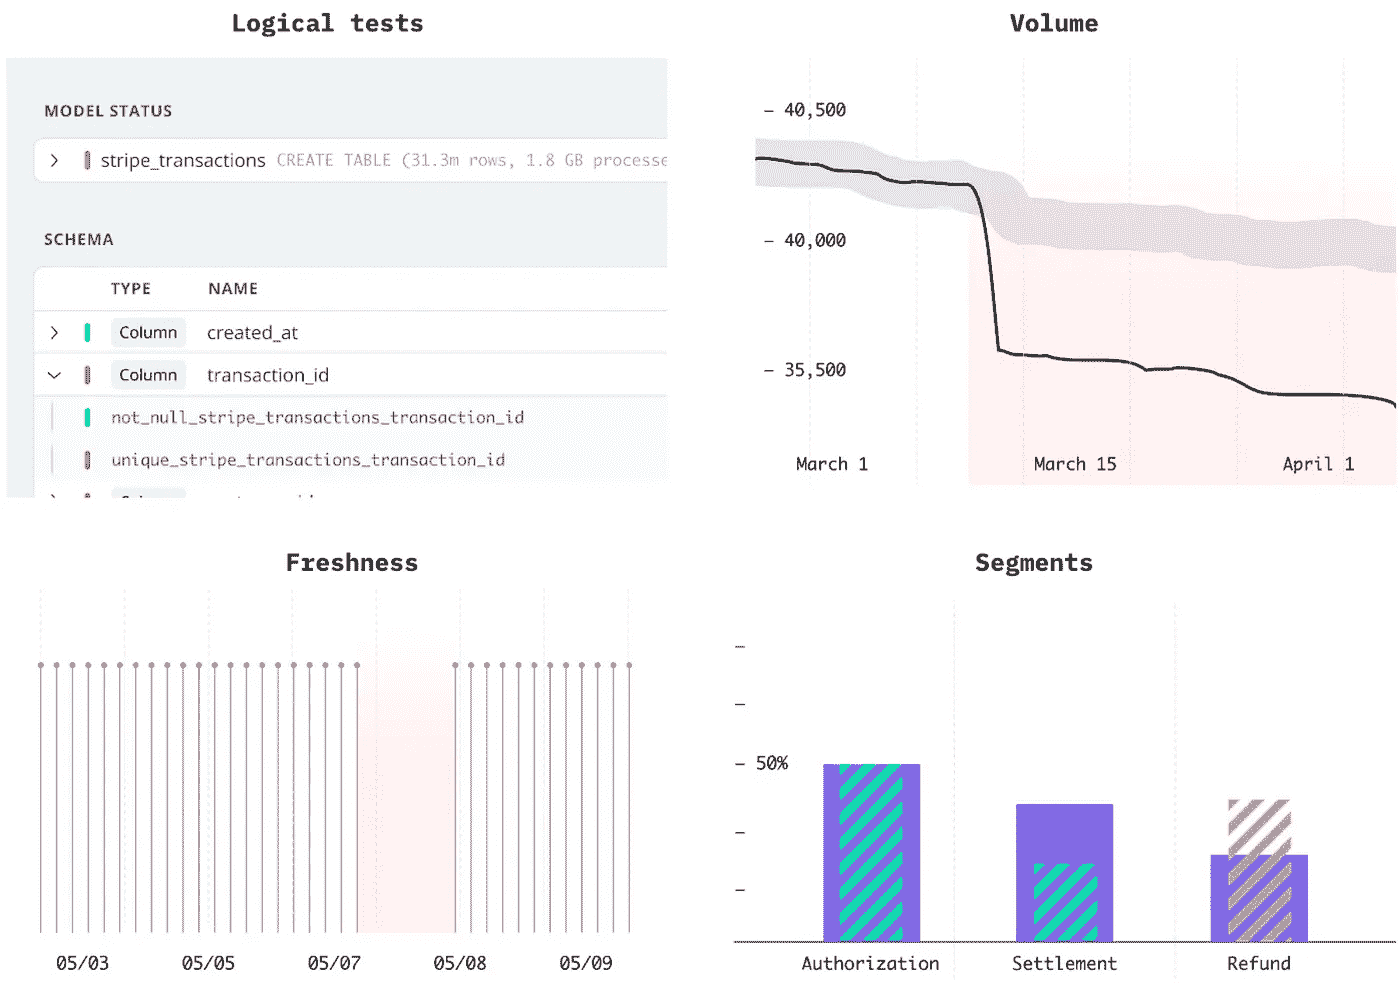 Logical tests
MODEL STATUS
stripe_transactions CREATE TABLE (31.3m rows, 1.8 GB processe
SCHEMA
TYPE NAME
Column created_at
Column transaction_id
not_null_stripe_transactions_transaction_id
unique_stripe_transactions_transaction_id
Volume
– 40,500
– 40,000
– 35,500
March 1 March 15 April 1
Freshness
05/03 05/05 05/07 05/08 05/09
Segments
– 50%
Authorization Settlement Refund